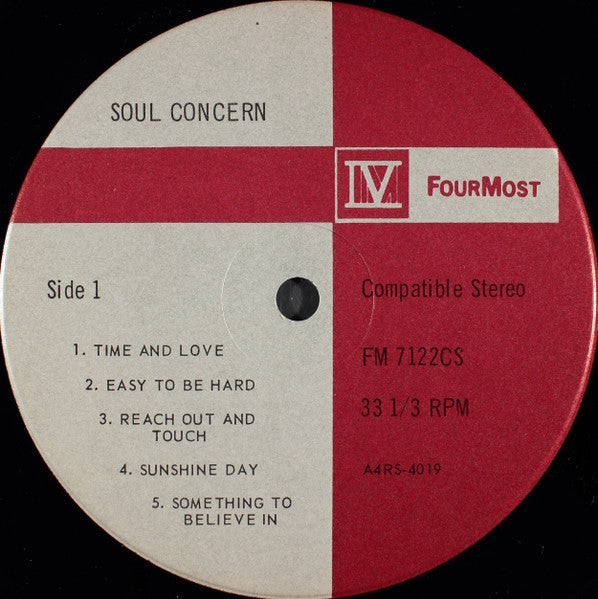 SOUL CONCERN
IV FOURMOST
Side 1
Compatible Stereo
1. TIME AND LOVE
2. EASY TO BE HARD
3. REACH OUT AND
TOUCH
4. SUNSHINE DAY
5. SOMETHING TO
BELIEVE IN
FM 7122CS
33 1/3 RPM
A4RS-4019